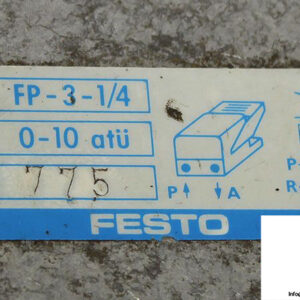 FP-3-1/4
0-10 atü
775
P A
P
R
FESTO
Info